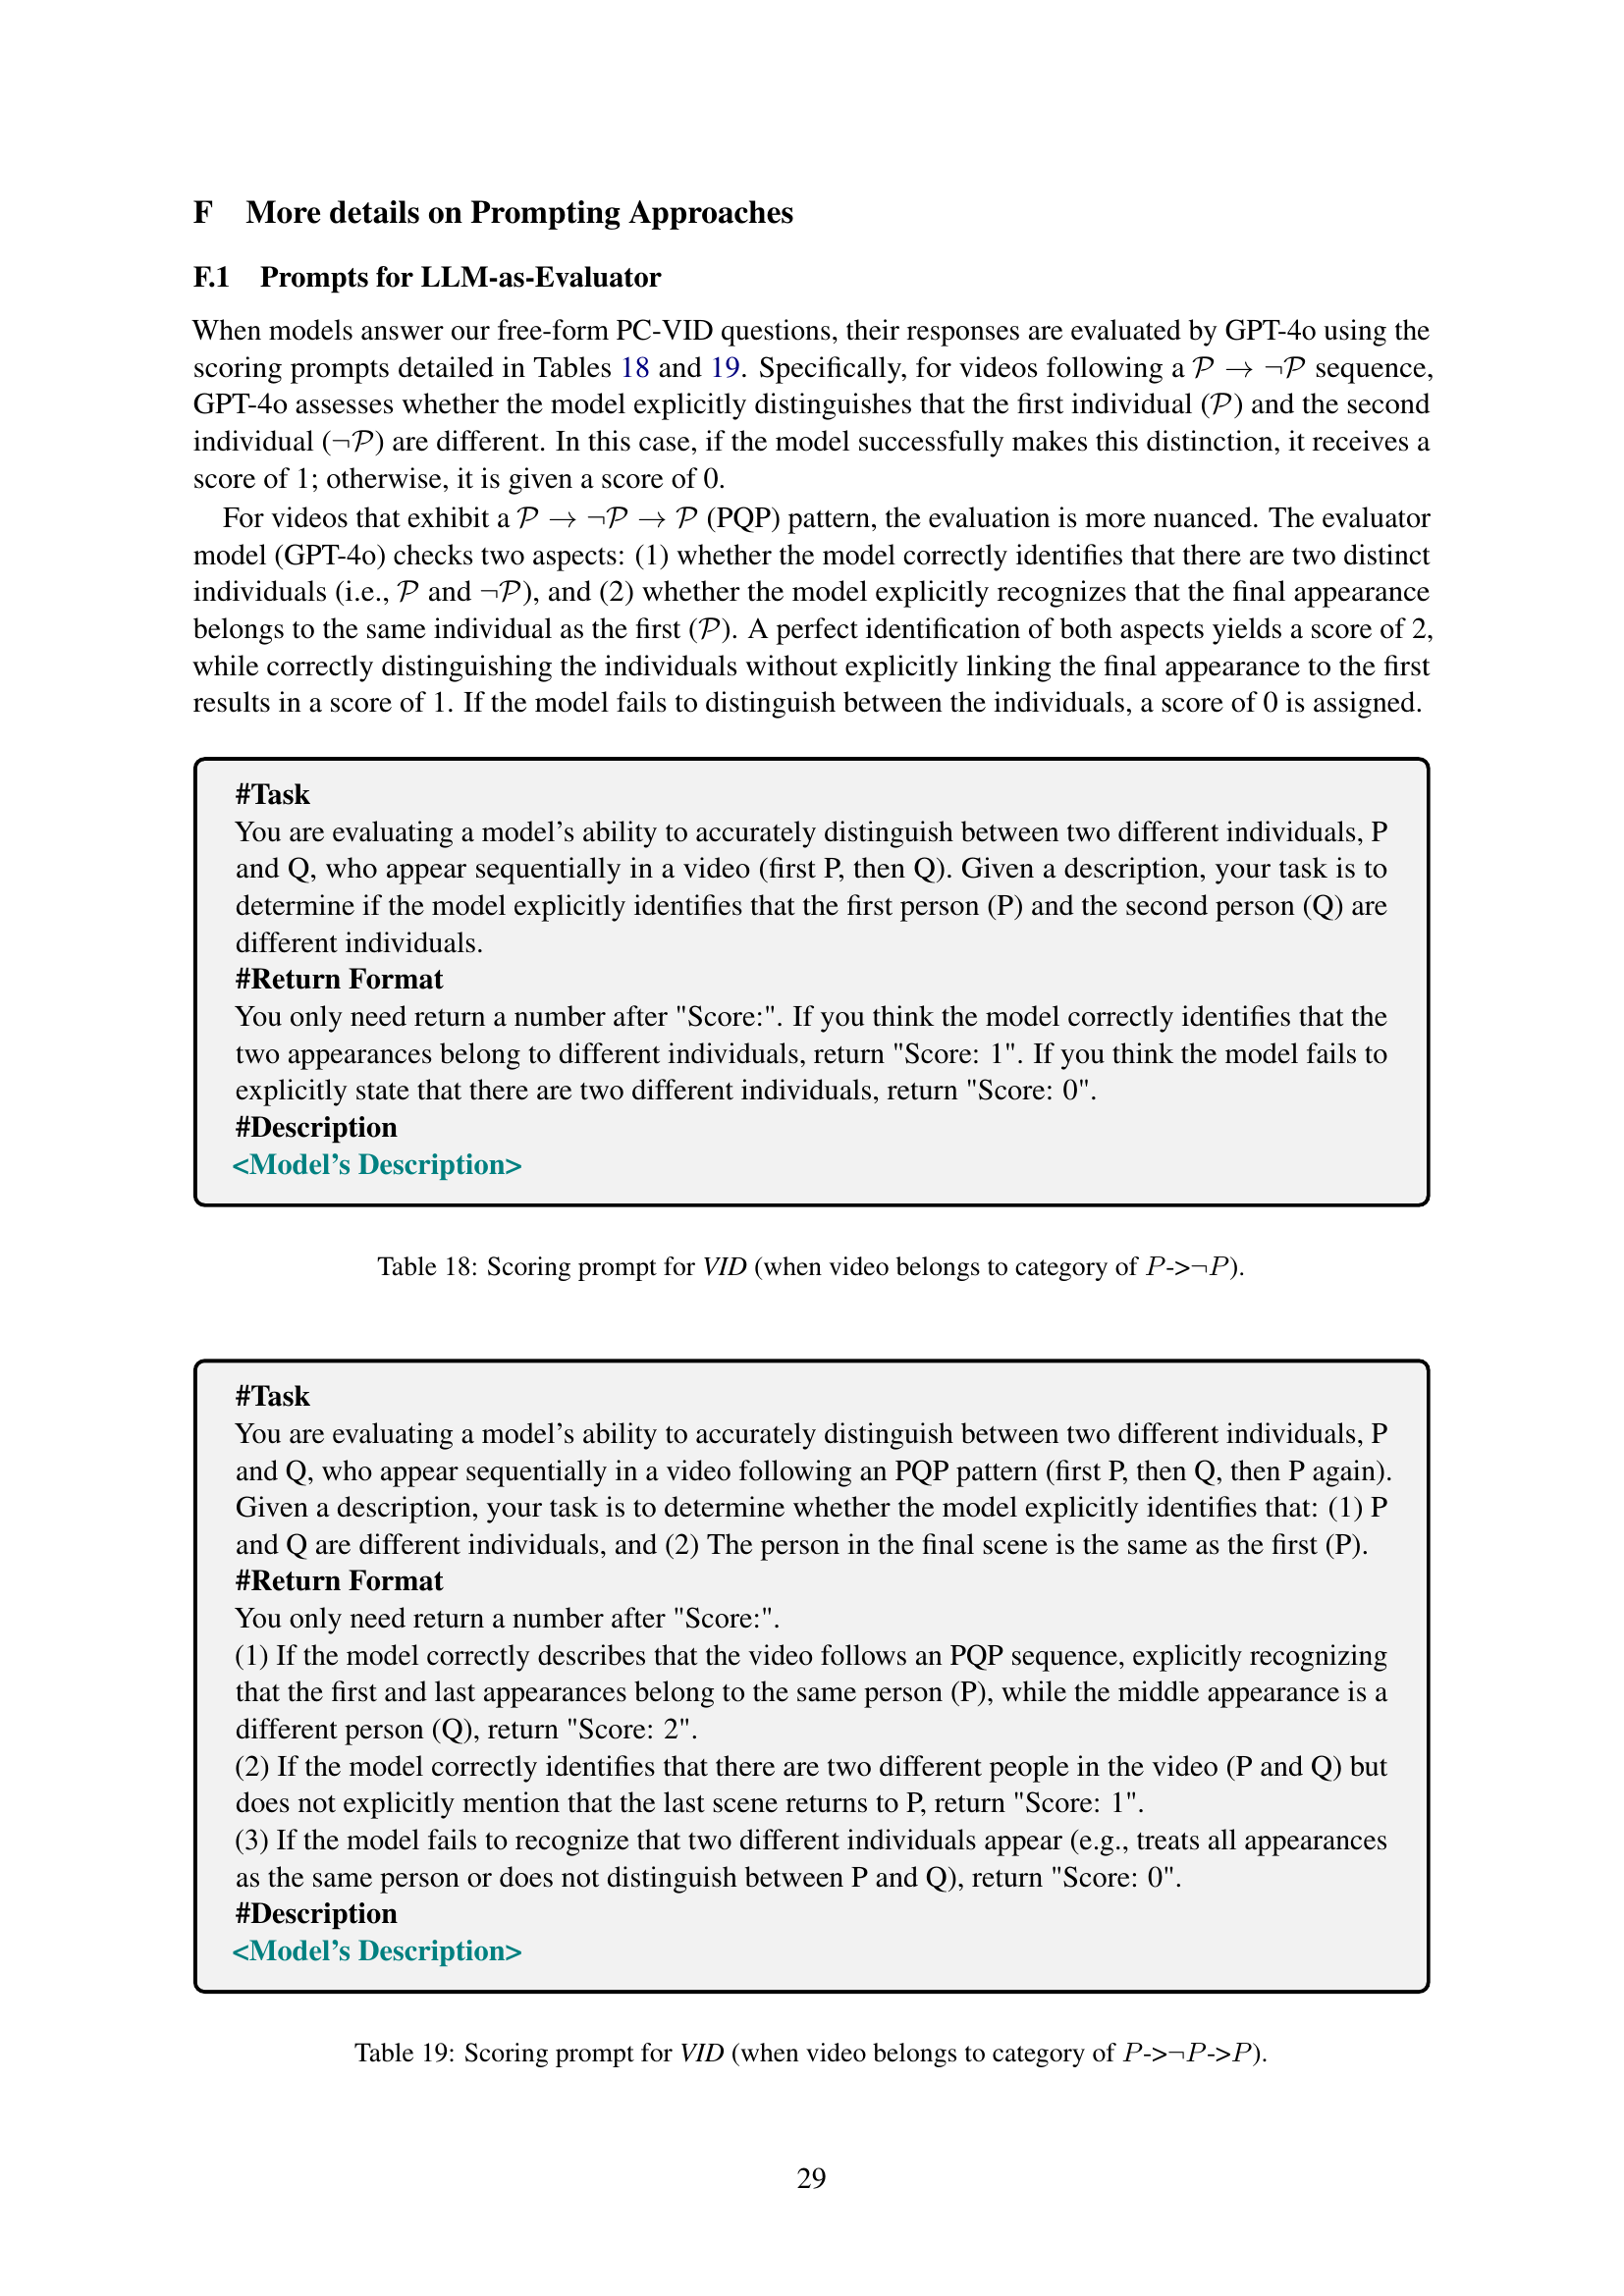 F More details on Prompting Approaches
F.1 Prompts for LLM-as-Evaluator
When models answer our free-form PC-VID questions, their responses are evaluated by GPT-4o using the
scoring prompts detailed in Tables 18 and 19. Specifically, for videos following a 𝒫 → ¬𝒫 sequence,
GPT-4o assesses whether the model explicitly distinguishes that the first individual (𝒫) and the second
individual (¬𝒫) are different. In this case, if the model successfully makes this distinction, it receives a
score of 1; otherwise, it is given a score of 0.
For videos that exhibit a 𝒫 → ¬𝒫 → 𝒫 (PQP) pattern, the evaluation is more nuanced. The evaluator
model (GPT-4o) checks two aspects: (1) whether the model correctly identifies that there are two distinct
individuals (i.e., 𝒫 and ¬𝒫), and (2) whether the model explicitly recognizes that the final appearance
belongs to the same individual as the first (𝒫). A perfect identification of both aspects yields a score of 2,
while correctly distinguishing the individuals without explicitly linking the final appearance to the first
results in a score of 1. If the model fails to distinguish between the individuals, a score of 0 is assigned.
#Task
You are evaluating a model's ability to accurately distinguish between two different individuals, P
and Q, who appear sequentially in a video (first P, then Q). Given a description, your task is to
determine if the model explicitly identifies that the first person (P) and the second person (Q) are
different individuals.
#Return Format
You only need return a number after "Score:". If you think the model correctly identifies that the
two appearances belong to different individuals, return "Score: 1". If you think the model fails to
explicitly state that there are two different individuals, return "Score: 0".
#Description
<Model's Description>
Table 18: Scoring prompt for VID (when video belongs to category of P->¬P).
#Task
You are evaluating a model's ability to accurately distinguish between two different individuals, P
and Q, who appear sequentially in a video following an PQP pattern (first P, then Q, then P again).
Given a description, your task is to determine whether the model explicitly identifies that: (1) P
and Q are different individuals, and (2) The person in the final scene is the same as the first (P).
#Return Format
You only need return a number after "Score:".
(1) If the model correctly describes that the video follows an PQP sequence, explicitly recognizing
that the first and last appearances belong to the same person (P), while the middle appearance is a
different person (Q), return "Score: 2".
(2) If the model correctly identifies that there are two different people in the video (P and Q) but
does not explicitly mention that the last scene returns to P, return "Score: 1".
(3) If the model fails to recognize that two different individuals appear (e.g., treats all appearances
as the same person or does not distinguish between P and Q), return "Score: 0".
#Description
<Model's Description>
Table 19: Scoring prompt for VID (when video belongs to category of P->¬P->P).
29